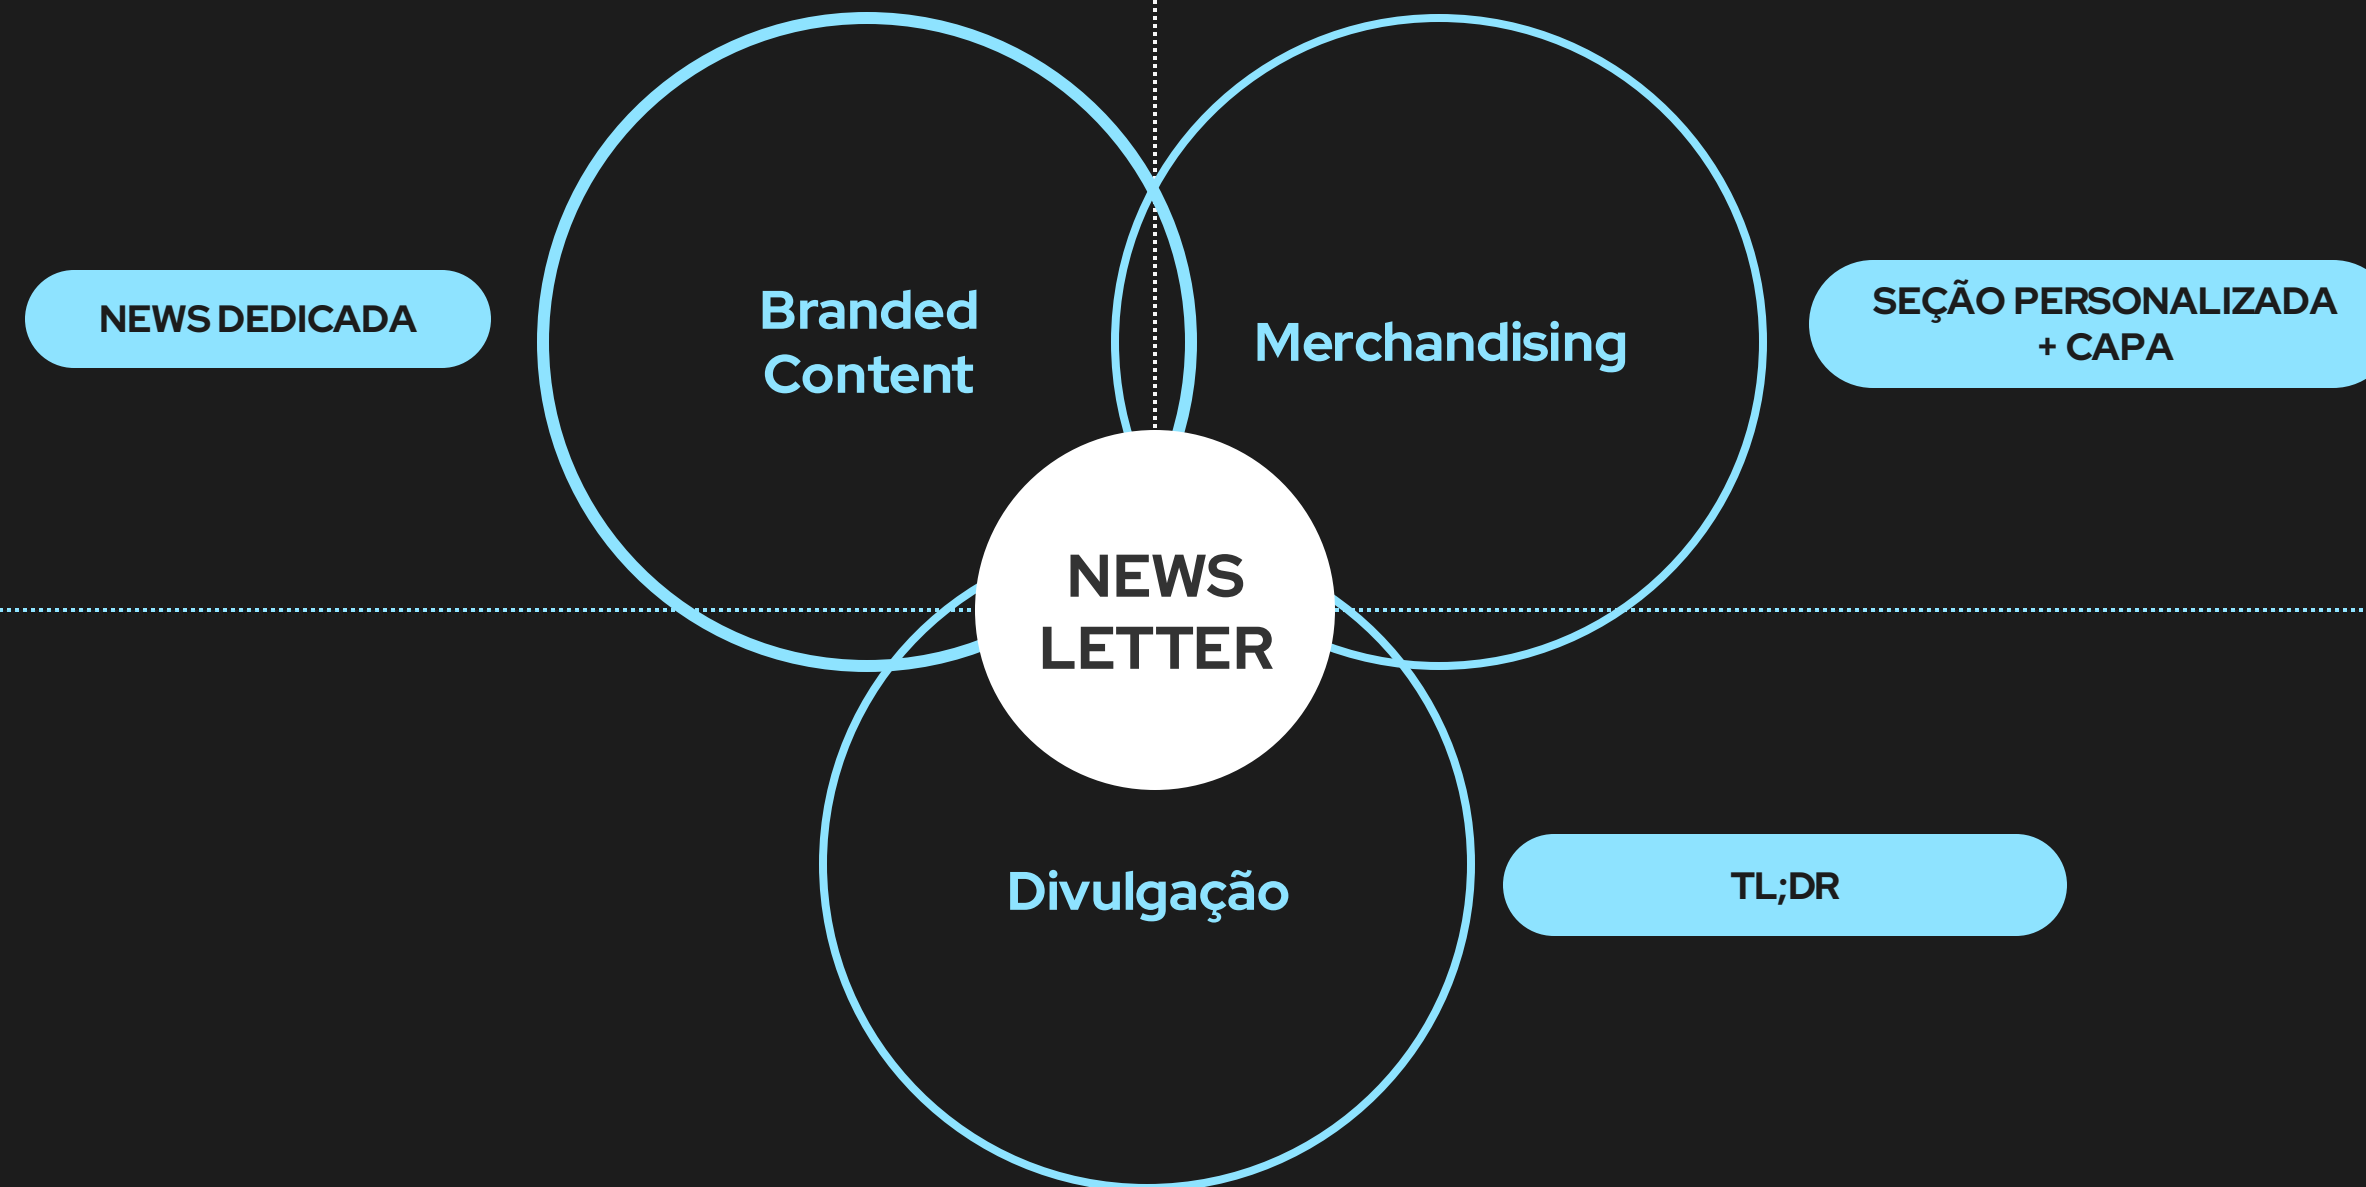 NEWS DEDICADA
Branded
Content
Merchandising
SEÇÃO PERSONALIZADA
+ CAPA
NEWS
LETTER
Divulgação
TL;DR